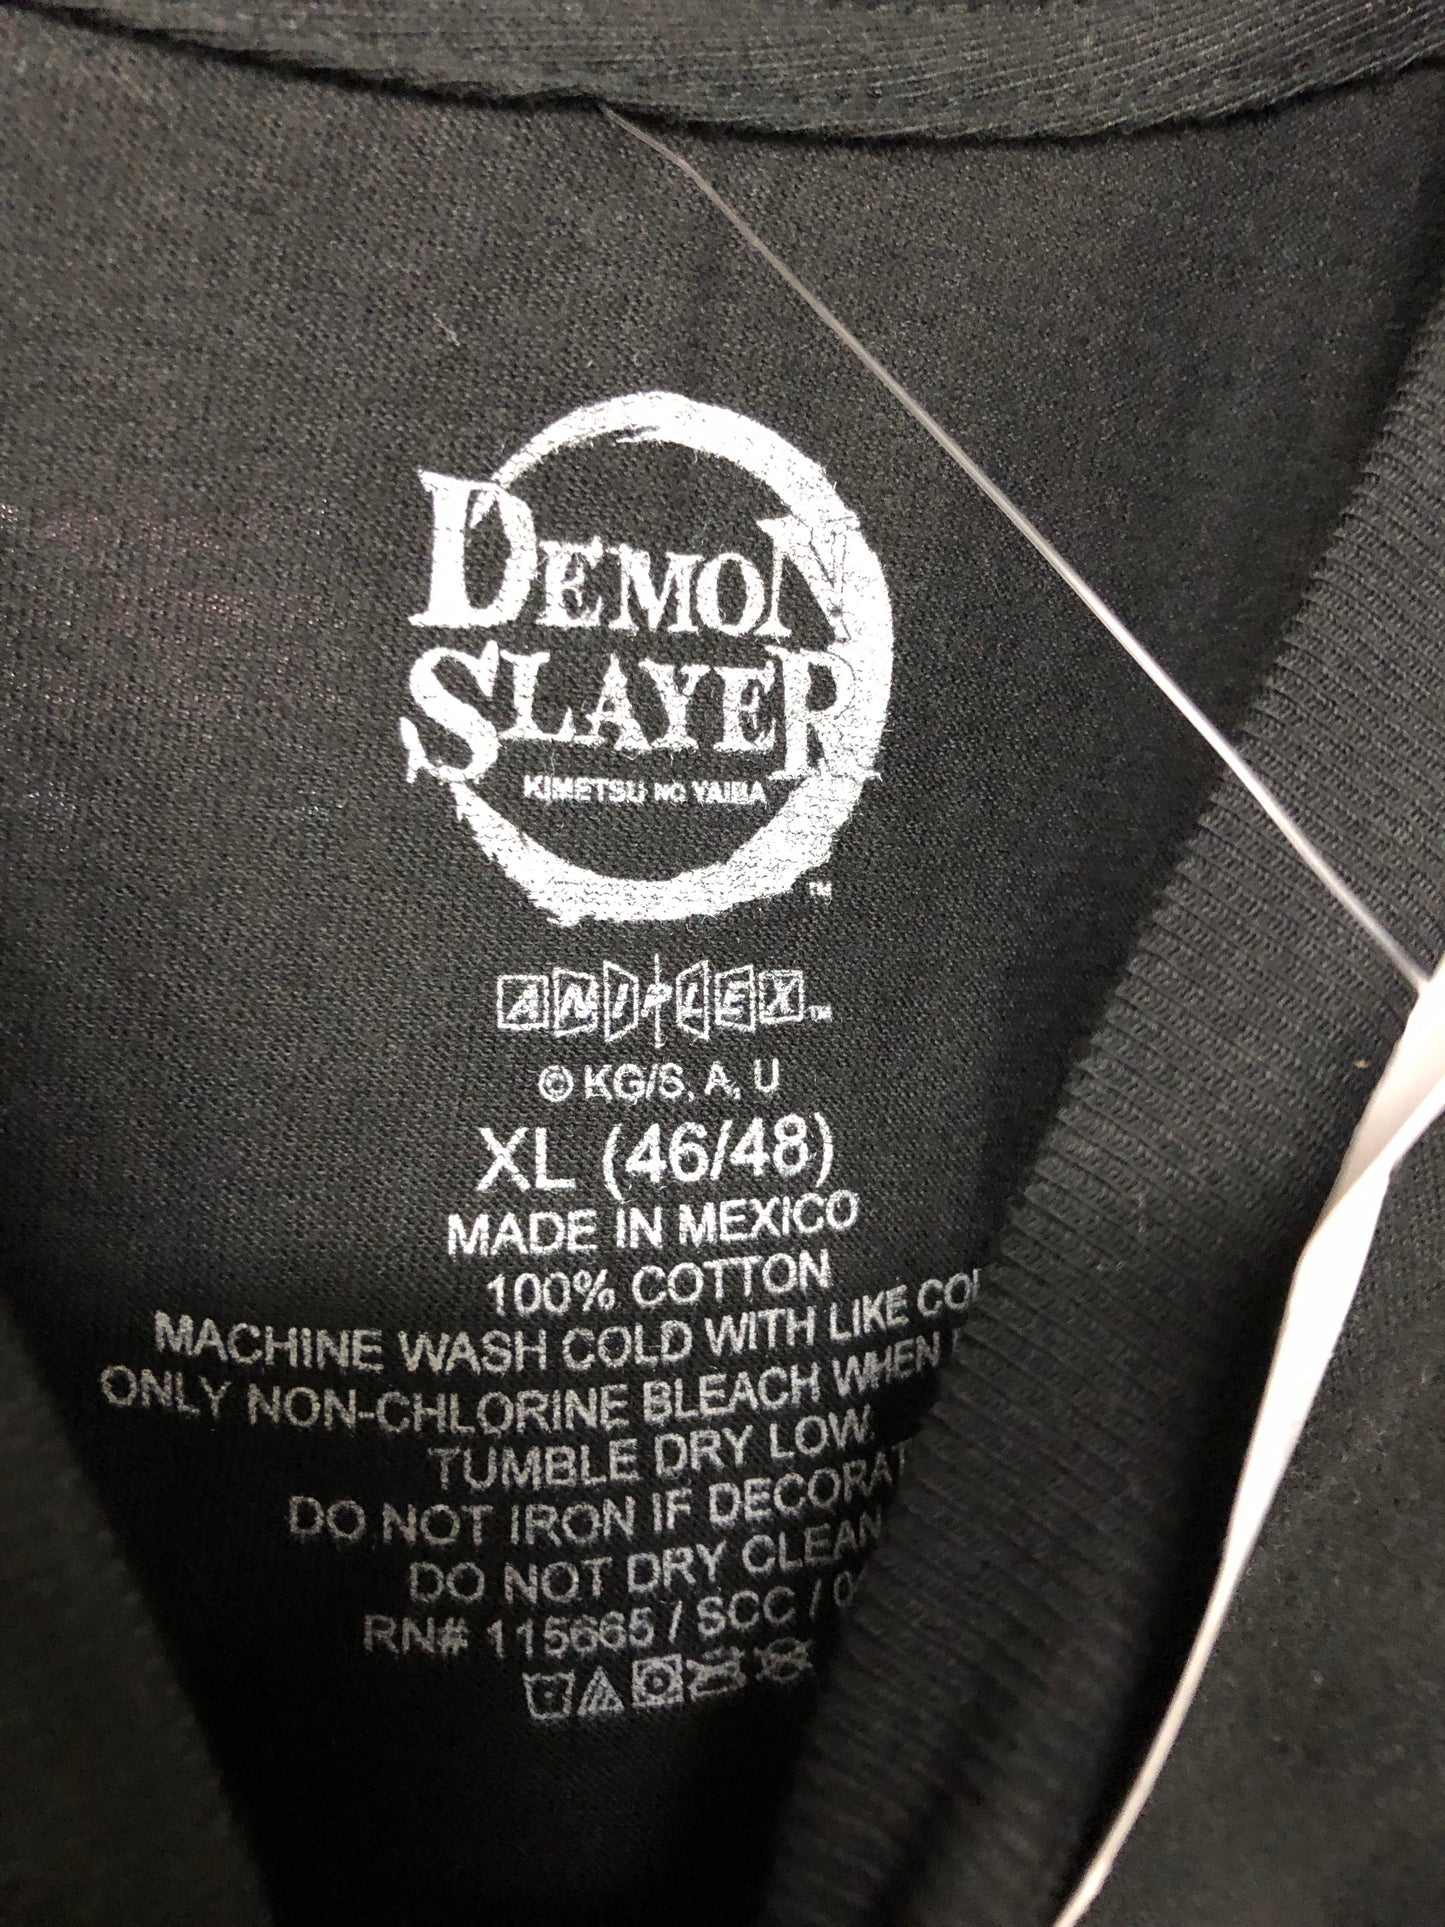 DEMON
SLAYER
KIMETSU NO YAIBA
TM
ANIPLEX TM
© KG/S, A, U
XL (46/48)
MADE IN MEXICO
100% COTTON
MACHINE WASH COLD WITH LIKE
ONLY NON-CHLORINE BLEACH WHEN
TUMBLE DRY LOW.
DO NOT IRON IF
DO NOT DRY CLEAN
RN# 115665 / SCC /